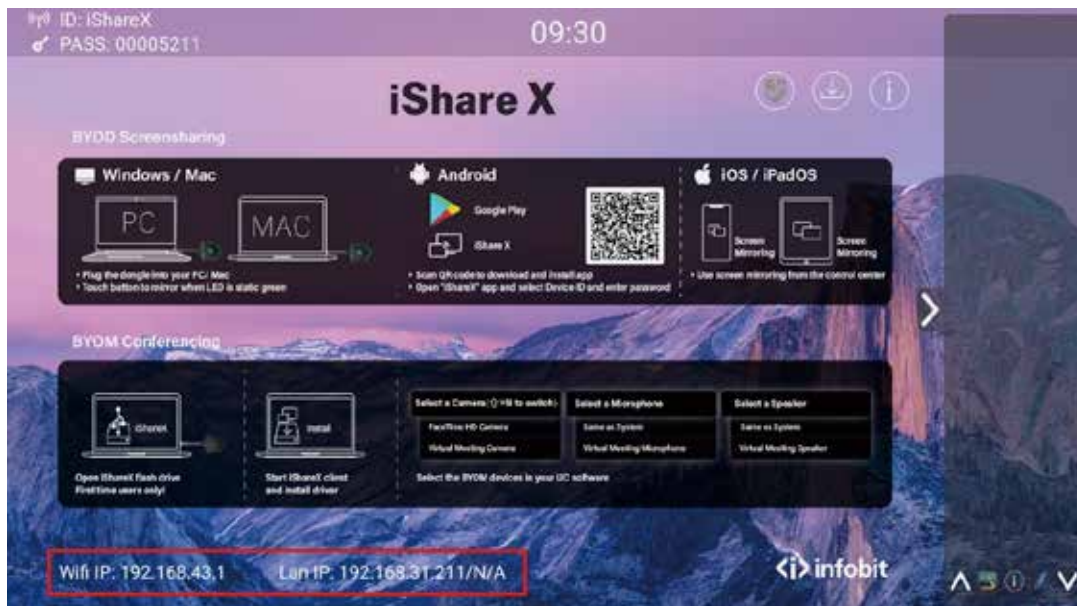 ID: iShareX
PASS: 00005211
09:30
iShare X
BYOD Screensharing
Windows / Mac
PC
MAC
• Plug the dongle into your PC/ Mac
• Touch button to mirror when LED is static green
Android
Google Play
iShare X
• Scan QR code to download and install app
• Open "iShareX" app and select Device ID and enter password
iOS / iPadOS
Screen
Mirroring
Screen
Mirroring
• Use screen mirroring from the control center
BYOM Conferencing
iShareX
Open iShareX flash drive
First time users only!
Install
Start iShareX client
and install driver
Select a Camera
FaceTime HD Camera
Virtual Meeting Camera
Select a Microphone
Same as System
Virtual Meeting Microphone
Select a Speaker
Same as System
Virtual Meeting Speaker
Select the BYOM devices in your UC software
Wifi IP: 192.168.43.1
Lan IP: 192.168.31.211/N/A
<i> infobit